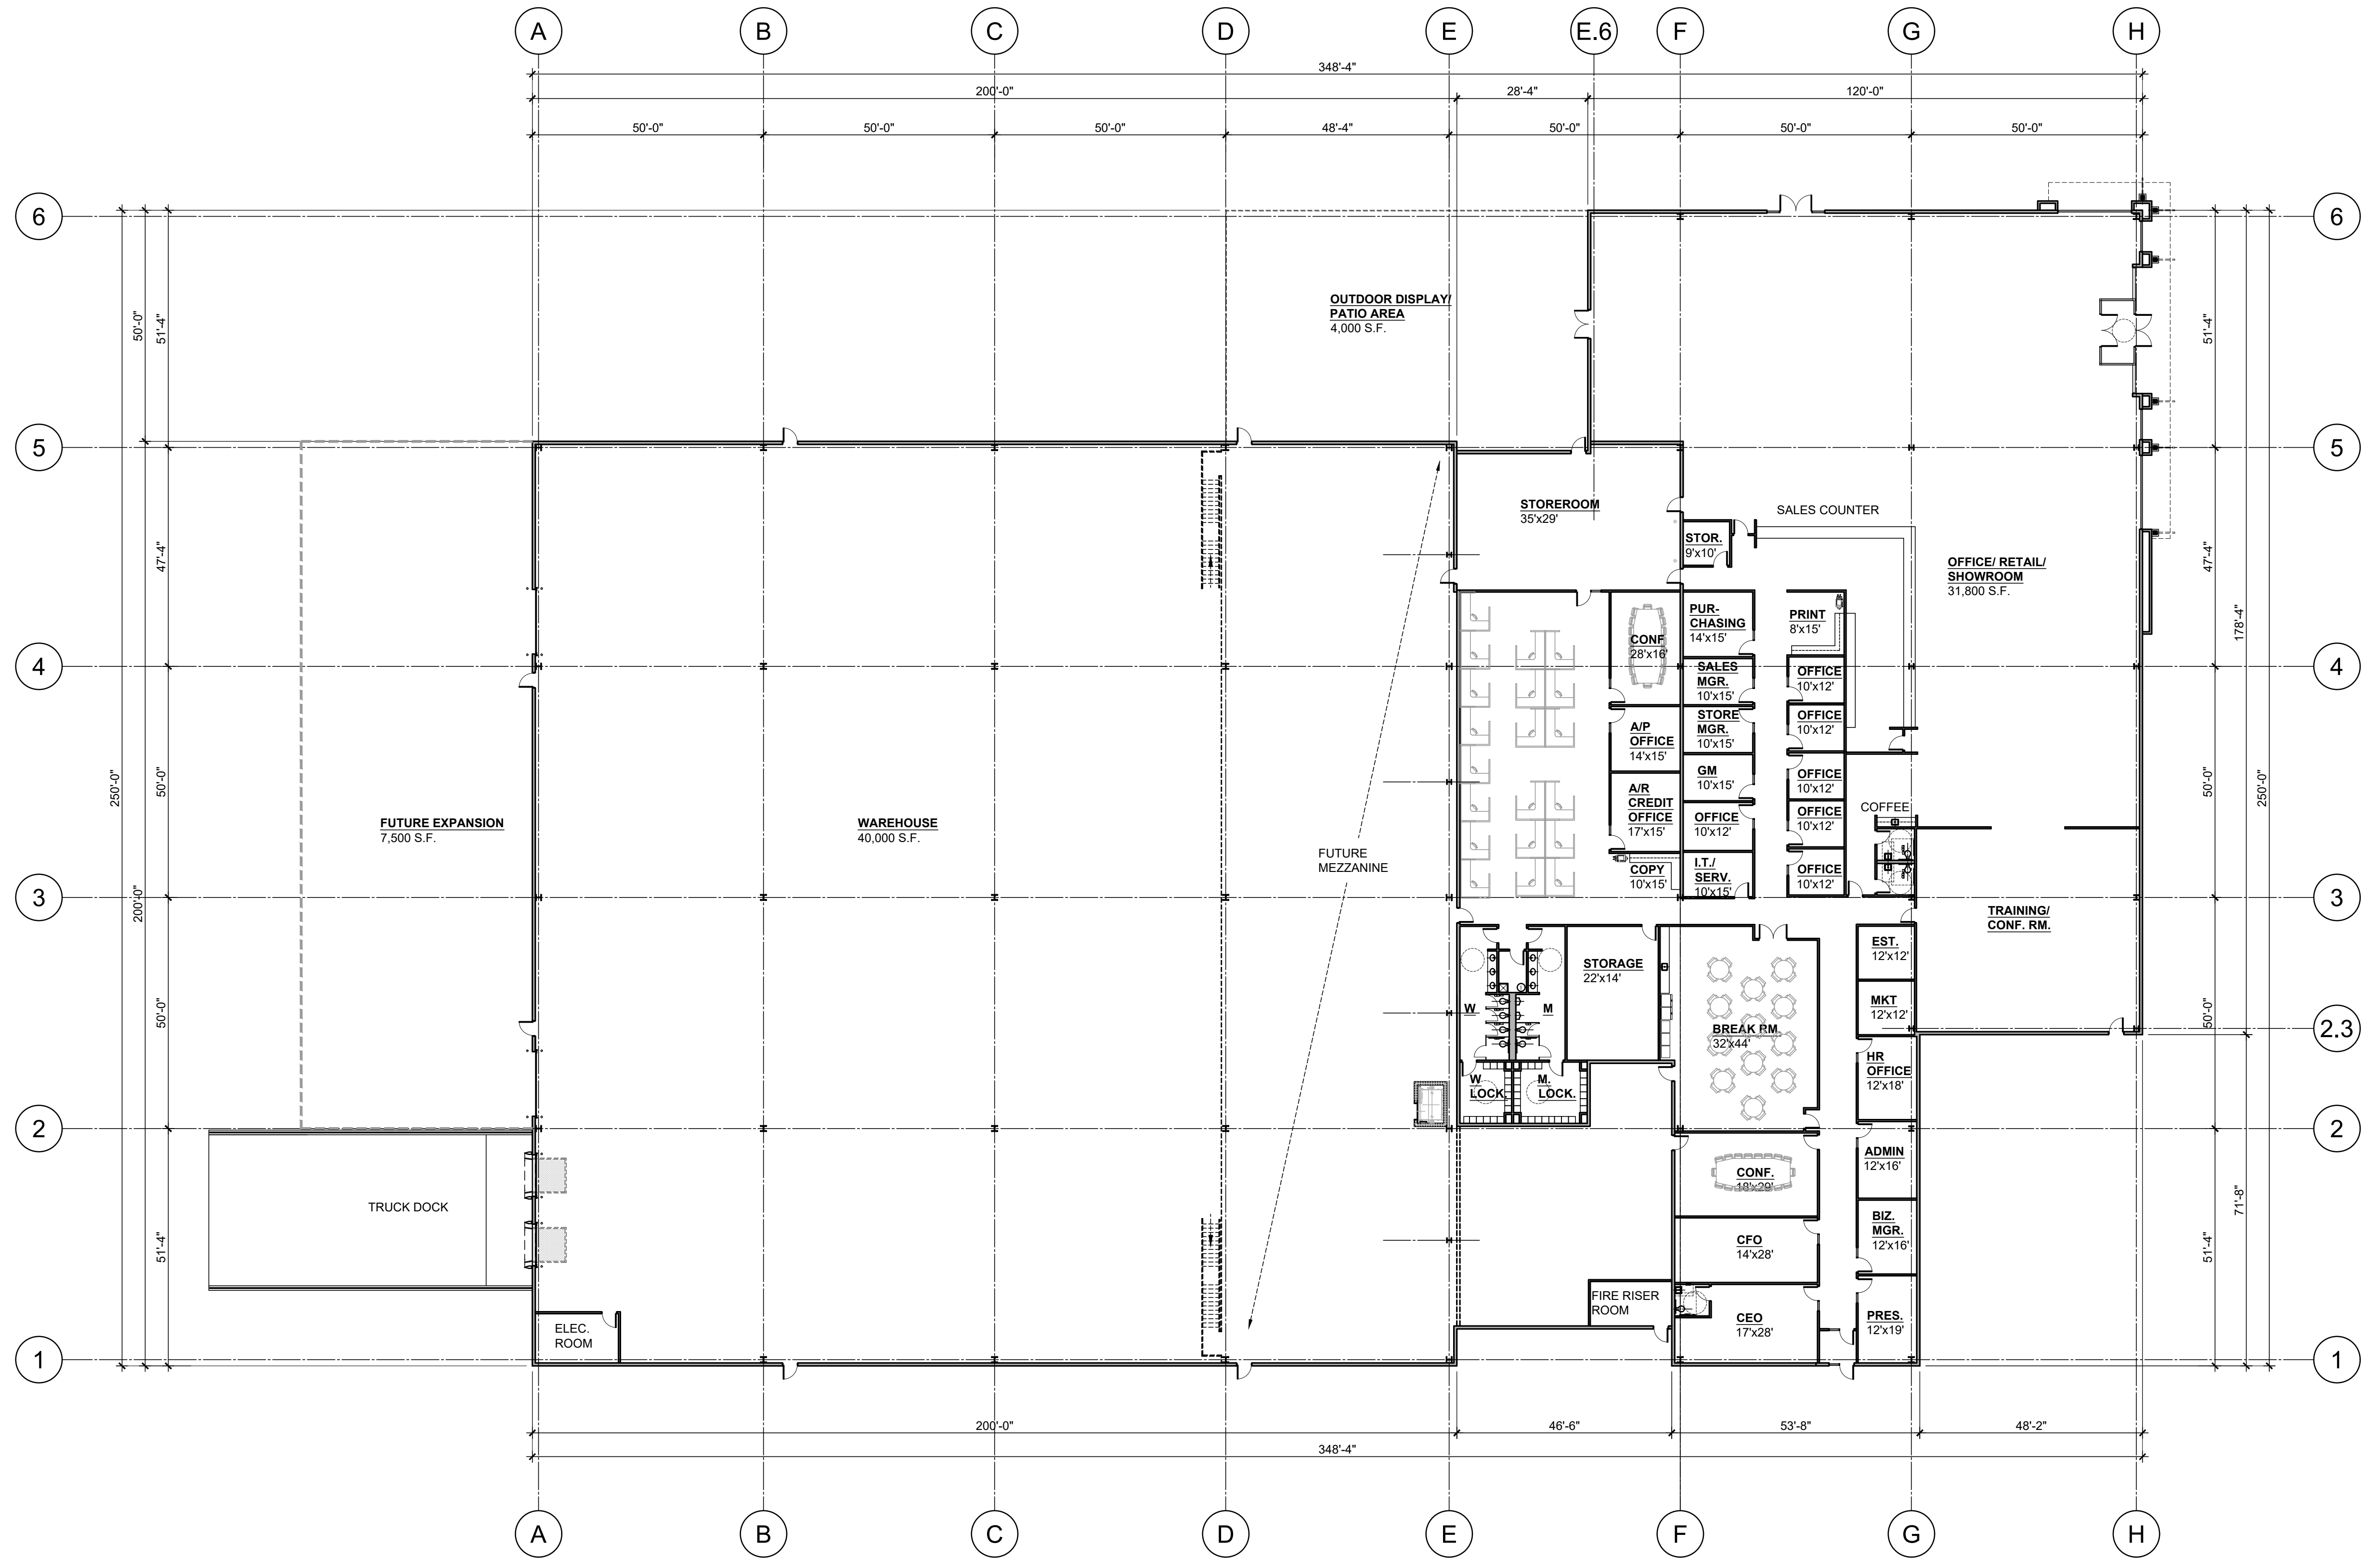 A
B
C
D
E
E.6
F
G
H
348'-4"
200'-0"
28'-4"
120'-0"
50'-0"
50'-0"
50'-0"
48'-4"
50'-0"
50'-0"
50'-0"
6
6
50'-0"
51'-4"
OUTDOOR DISPLAY/
PATIO AREA
4,000 S.F.
51'-4"
5
5
STOREROOM
35'x29'
SALES COUNTER
STOR.
9'x10'
47'-4"
OFFICE/ RETAIL/
SHOWROOM
31,800 S.F.
47'-4"
PUR-
CHASING
14'x15'
PRINT
8'x15'
178'-4"
CONF
28'x16'
4
4
SALES
MGR.
10'x15'
OFFICE
10'x12'
STORE
MGR.
10'x15'
OFFICE
10'x12'
A/P
OFFICE
14'x15'
250'-0"
50'-0"
GM
10'x15'
OFFICE
10'x12'
50'-0"
250'-0"
A/R
CREDIT
OFFICE
17'x15'
FUTURE EXPANSION
7,500 S.F.
WAREHOUSE
40,000 S.F.
OFFICE
10'x12'
OFFICE
10'x12'
COFFEE
FUTURE
MEZZANINE
COPY
10'x15'
I.T./
SERV.
10'x15'
OFFICE
10'x12'
200'-0"
3
3
TRAINING/
CONF. RM.
EST.
12'x12'
STORAGE
22'x14'
50'-0"
W
M
MKT
12'x12'
50'-0"
BREAK RM
32'x44'
2.3
HR
OFFICE
12'x18'
W
LOCK.
M.
LOCK.
2
2
ADMIN
12'x16'
CONF.
18'x29'
TRUCK DOCK
71'-8"
BIZ.
MGR.
12'x16'
51'-4"
CFO
14'x28'
51'-4"
FIRE RISER
ROOM
ELEC.
ROOM
CEO
17'x28'
PRES.
12'x19'
1
1
200'-0"
46'-6"
53'-8"
48'-2"
348'-4"
A
B
C
D
E
F
G
H